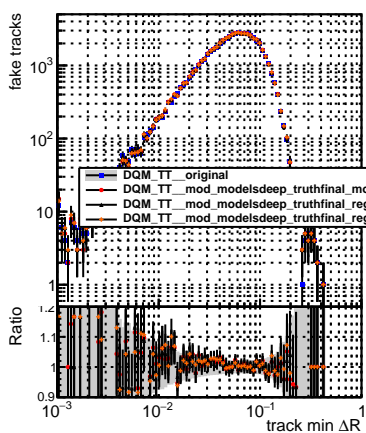 fake tracks
10³
10²
10
1
DQM_TT__original
DQM_TT__mod_modelsdeep_truthfinal_mo
DQM_TT__mod_modelsdeep_truthfinal_reg
DQM_TT__mod_modelsdeep_truthfinal_reg
Ratio
1.2
1.1
1
0.9
10⁻³
10⁻²
10⁻¹
1
track min ΔR